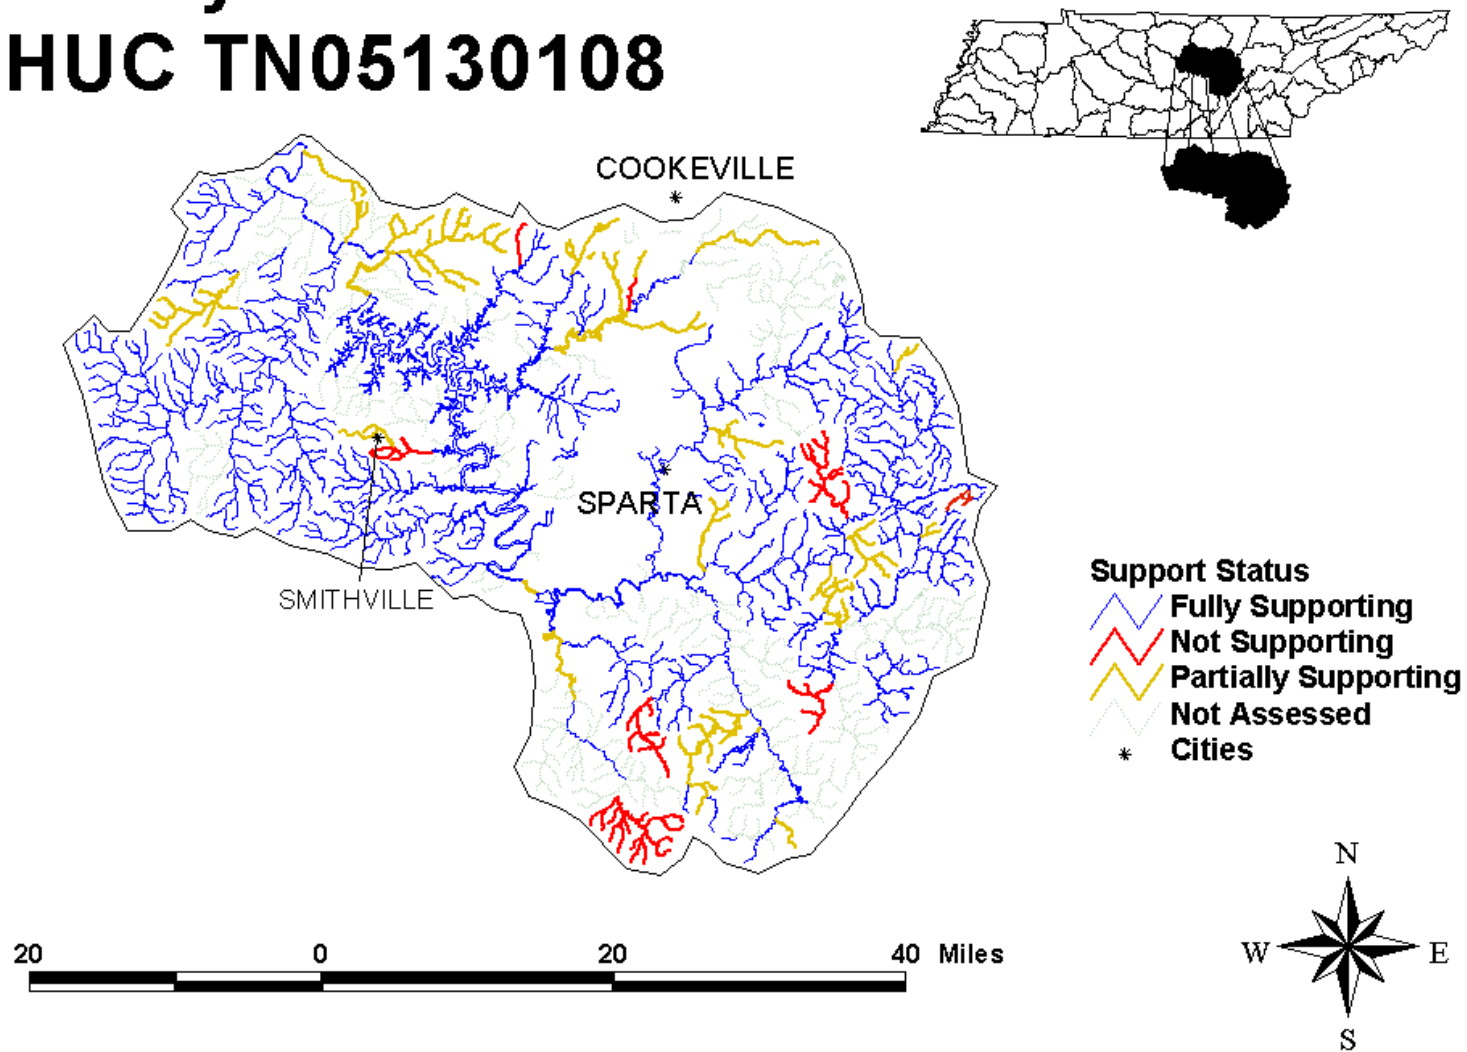 HUC TN05130108
COOKEVILLE
SPARTA
SMITHVILLE
Support Status
Fully Supporting
Not Supporting
Partially Supporting
Not Assessed
Cities
N
W E
S
20 0 20 40 Miles